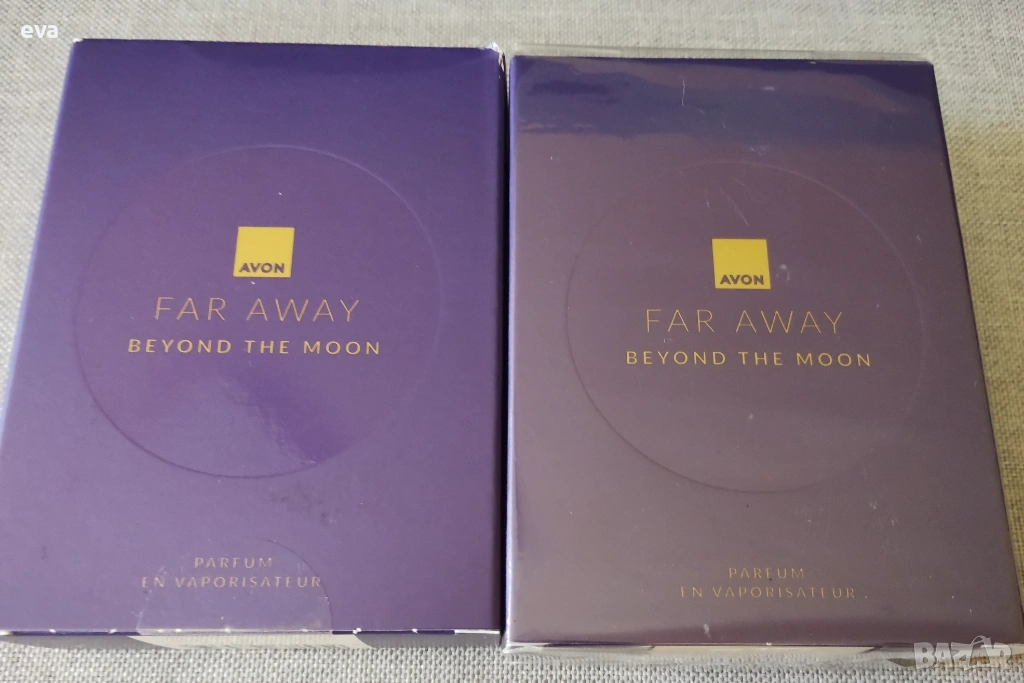 eva
AVON
FAR AWAY
BEYOND THE MOON
PARFUM
EN VAPORISATEUR
AVON
FAR AWAY
BEYOND THE MOON
PARFUM
EN VAPORISATEUR
BAZAR